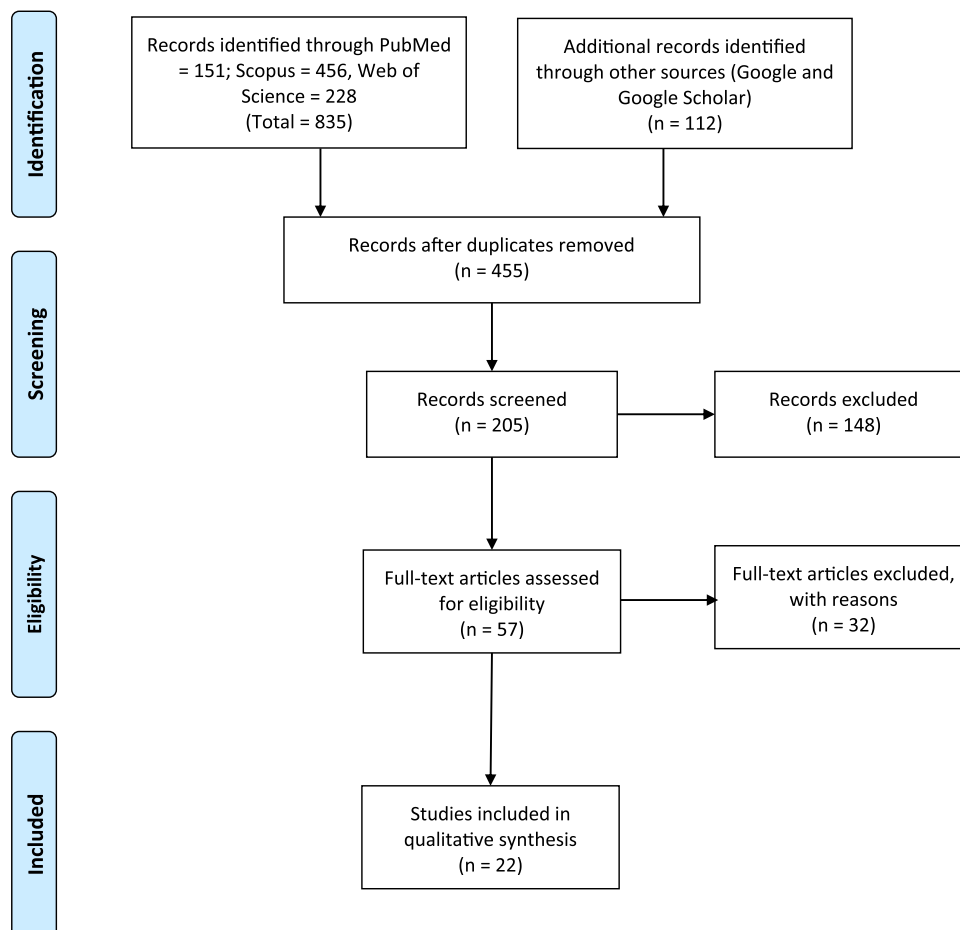 Identification
Records identified through PubMed
= 151; Scopus = 456, Web of
Science = 228
(Total = 835)
Additional records identified
through other sources (Google and
Google Scholar)
(n = 112)
Records after duplicates removed
(n = 455)
Screening
Records screened
(n = 205)
Records excluded
(n = 148)
Eligibility
Full-text articles assessed
for eligibility
(n = 57)
Full-text articles excluded,
with reasons
(n = 32)
Included
Studies included in
qualitative synthesis
(n = 22)